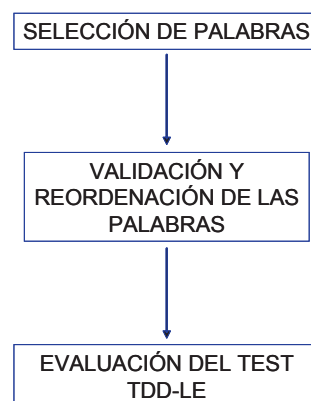 SELECCIÓN DE PALABRAS
VALIDACIÓN Y
REORDENACIÓN DE LAS
PALABRAS
EVALUACIÓN DEL TEST
TDD-LE